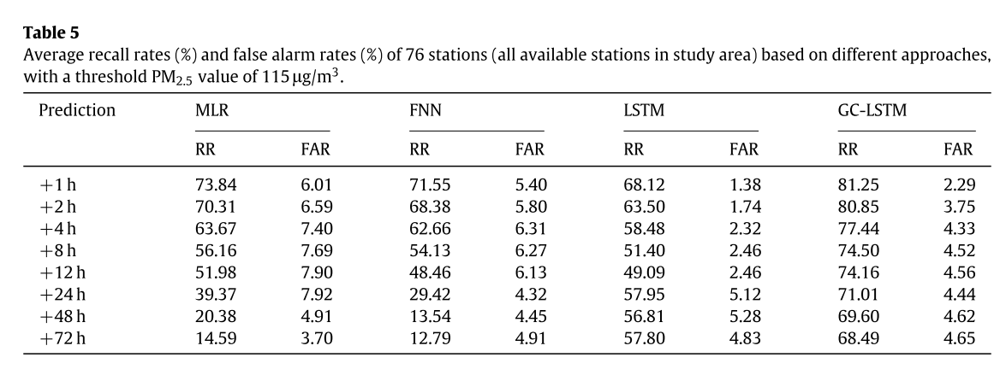 Table 5
Average recall rates (%) and false alarm rates (%) of 76 stations (all available stations in study area) based on different approaches,
with a threshold PM2.5 value of 115 μg/m3.
Prediction MLR FNN LSTM GC-LSTM
RR FAR RR FAR RR FAR RR FAR
+1 h 73.84 6.01 71.55 5.40 68.12 1.38 81.25 2.29
+2 h 70.31 6.59 68.38 5.80 63.50 1.74 80.85 3.75
+4 h 63.67 7.40 62.66 6.31 58.48 2.32 77.44 4.33
+8 h 56.16 7.69 54.13 6.27 51.40 2.46 74.50 4.52
+12 h 51.98 7.90 48.46 6.13 49.09 2.46 74.16 4.56
+24 h 39.37 7.92 29.42 4.32 57.95 5.12 71.01 4.44
+48 h 20.38 4.91 13.54 4.45 56.81 5.28 69.60 4.62
+72 h 14.59 3.70 12.79 4.91 57.80 4.83 68.49 4.65